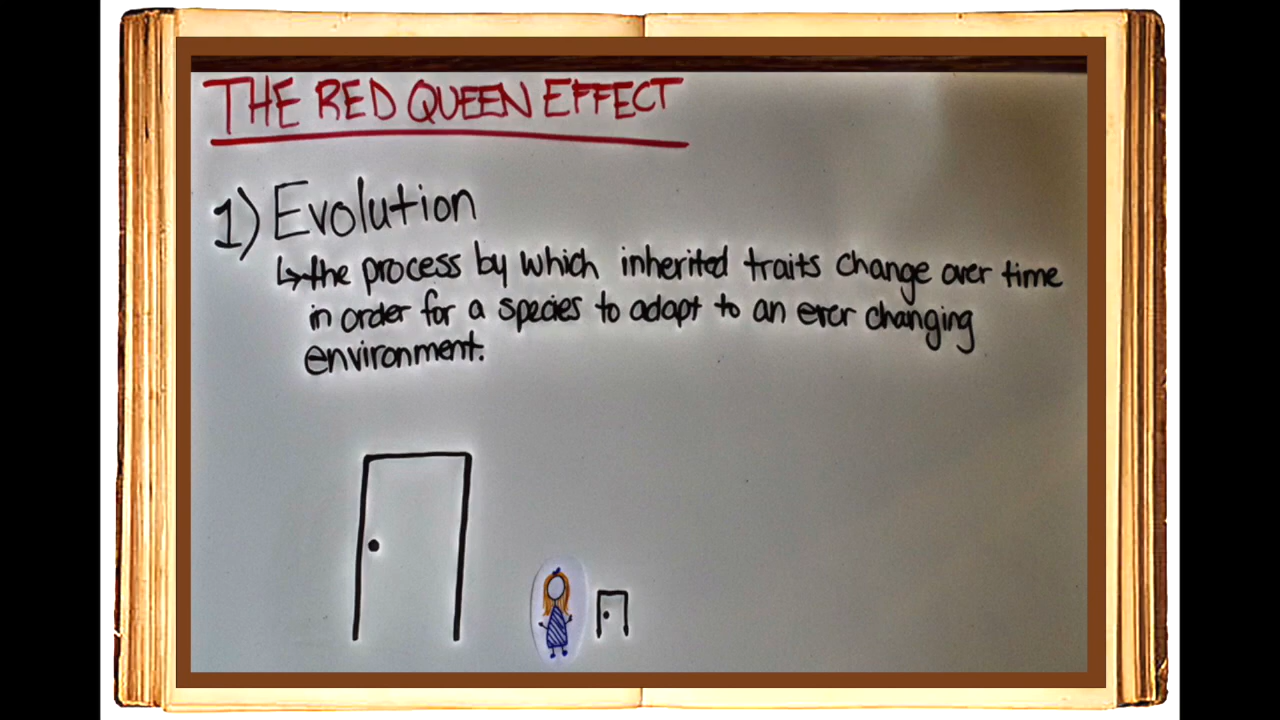 THE RED QUEEN EFFECT
1) Evolution
↳the process by which inherited traits change over time
in order for a species to adapt to an ever changing
environment.